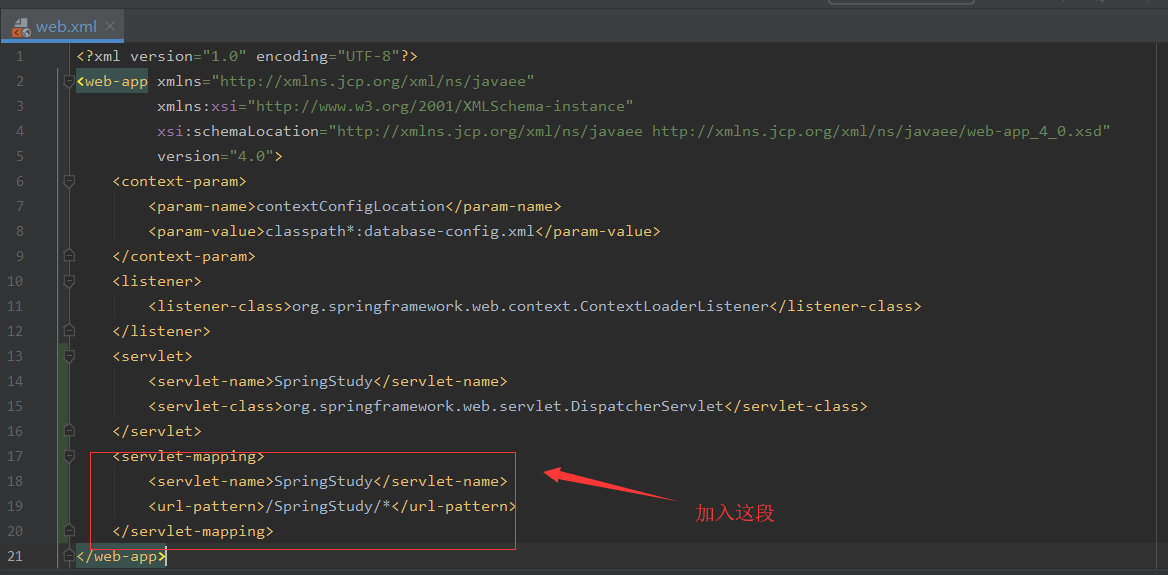 web.xml
1 <?xml version="1.0" encoding="UTF-8"?>
2 <web-app xmlns="http://xmlns.jcp.org/xml/ns/javaee"
3 xmlns:xsi="http://www.w3.org/2001/XMLSchema-instance"
4 xsi:schemaLocation="http://xmlns.jcp.org/xml/ns/javaee http://xmlns.jcp.org/xml/ns/javaee/web-app_4_0.xsd"
5 version="4.0">
6 <context-param>
7 <param-name>contextConfigLocation</param-name>
8 <param-value>classpath*:database-config.xml</param-value>
9 </context-param>
10 <listener>
11 <listener-class>org.springframework.web.context.ContextLoaderListener</listener-class>
12 </listener>
13 <servlet>
14 <servlet-name>SpringStudy</servlet-name>
15 <servlet-class>org.springframework.web.servlet.DispatcherServlet</servlet-class>
16 </servlet>
17 <servlet-mapping>
18 <servlet-name>SpringStudy</servlet-name>
19 <url-pattern>/SpringStudy/*</url-pattern>
加入这段
20 </servlet-mapping>
21 </web-app>